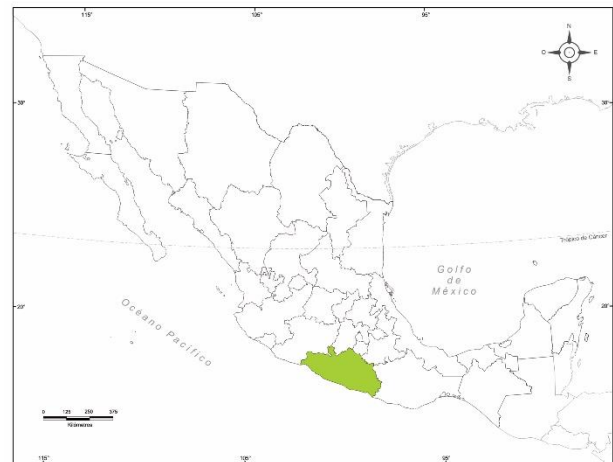 115°
105°
95°
N
O
E
S
30°
30°
Trópico de Cáncer
Golfo
de
México
20°
20°
Océano Pacífico
0 125 250 375
Kilómetros
115°
105°
95°